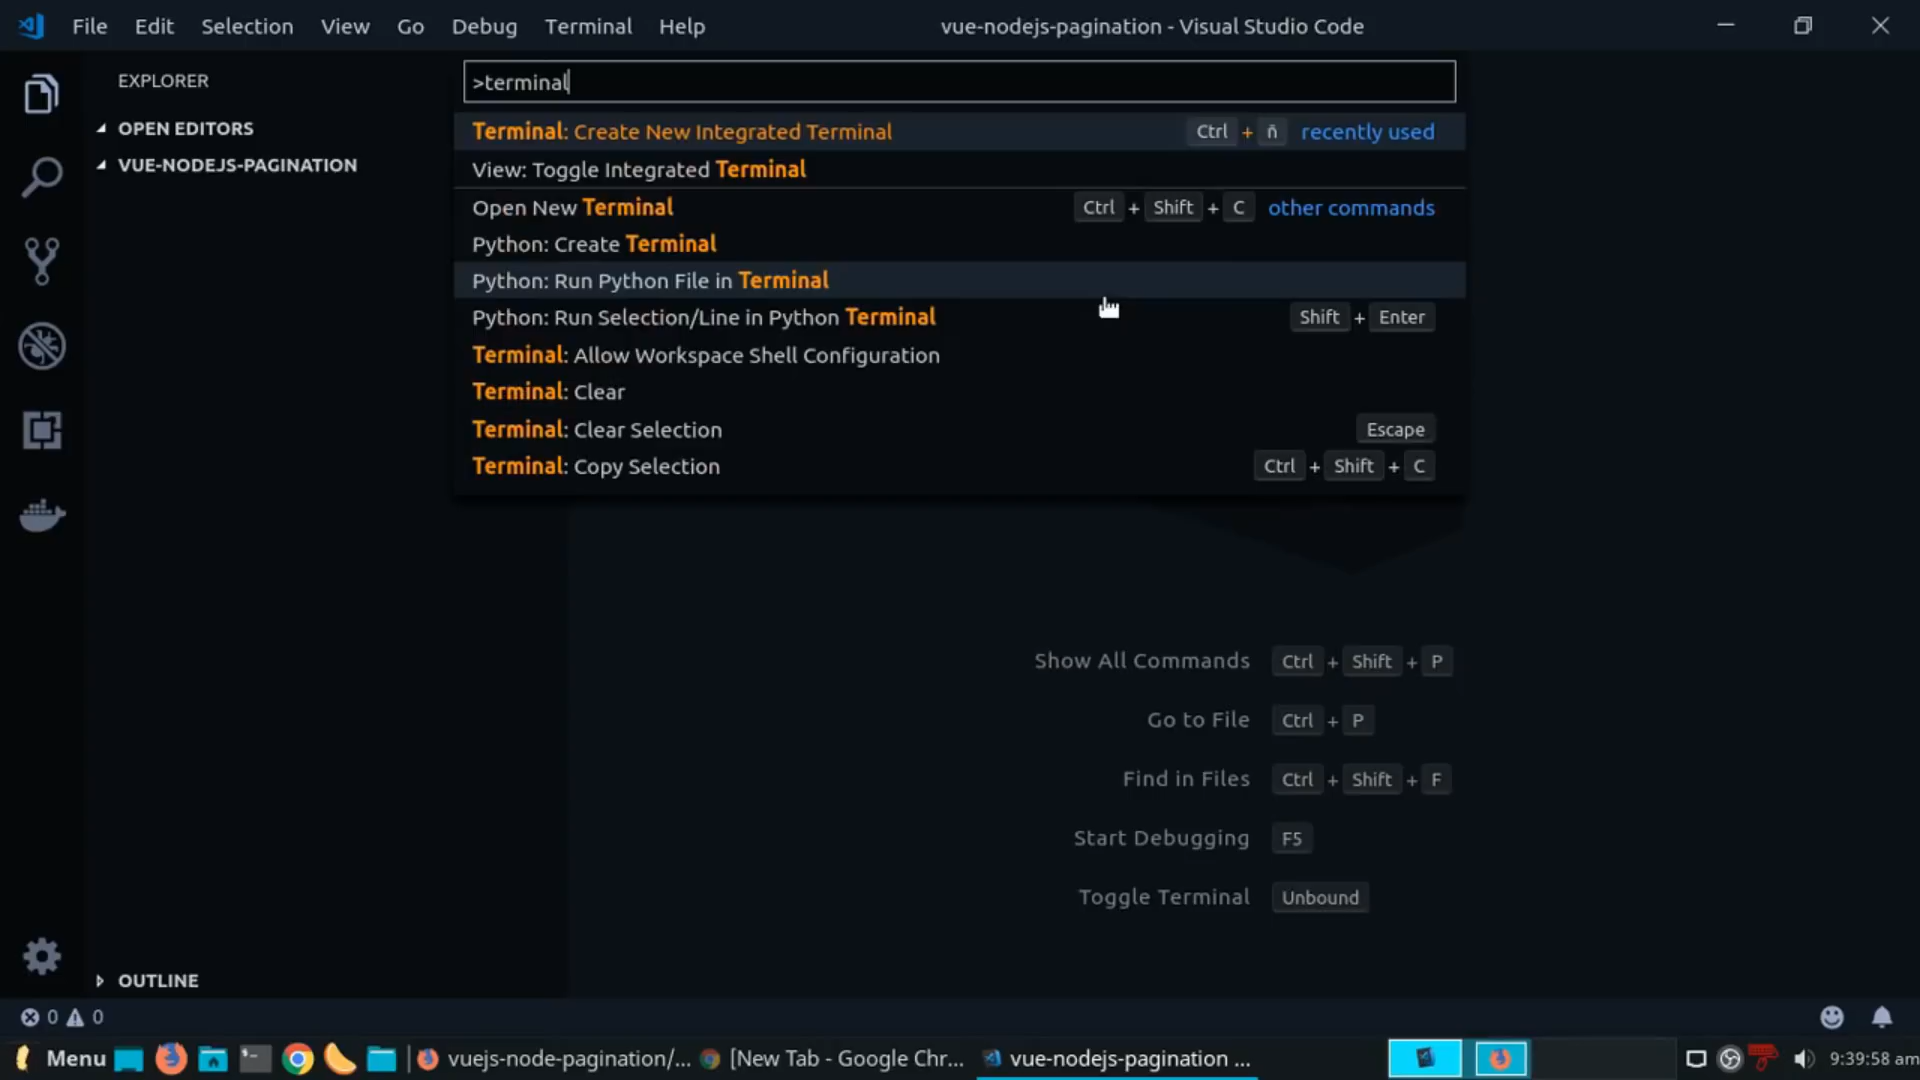 File Edit Selection View Go Debug Terminal Help
vue-nodejs-pagination - Visual Studio Code
EXPLORER
OPEN EDITORS
VUE-NODEJS-PAGINATION
>terminal
Terminal: Create New Integrated Terminal Ctrl + ñ recently used
View: Toggle Integrated Terminal
Open New Terminal Ctrl + Shift + C other commands
Python: Create Terminal
Python: Run Python File in Terminal
Python: Run Selection/Line in Python Terminal Shift + Enter
Terminal: Allow Workspace Shell Configuration
Terminal: Clear
Terminal: Clear Selection Escape
Terminal: Copy Selection Ctrl + Shift + C
Show All Commands Ctrl + Shift + P
Go to File Ctrl + P
Find in Files Ctrl + Shift + F
Start Debugging F5
Toggle Terminal Unbound
OUTLINE
0 0
Menu vuejs-node-pagination/... [New Tab - Google Chr... vue-nodejs-pagination ... 9:39:58 am